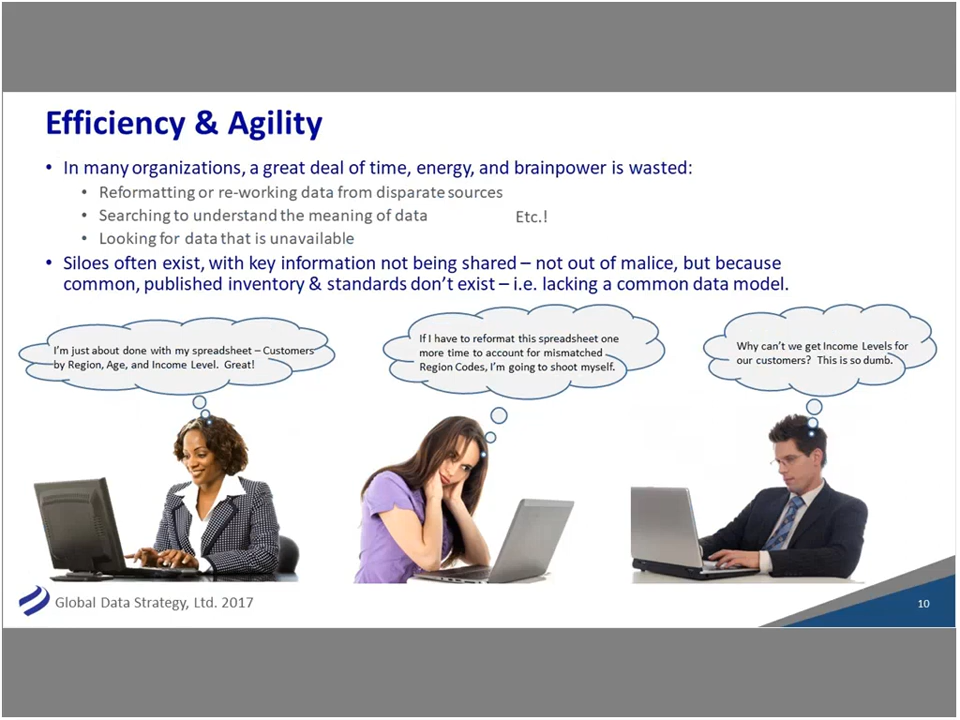 Efficiency & Agility
• In many organizations, a great deal of time, energy, and brainpower is wasted:
• Reformatting or re-working data from disparate sources
• Searching to understand the meaning of data
Etc.!
• Looking for data that is unavailable
• Siloes often exist, with key information not being shared – not out of malice, but because
common, published inventory & standards don't exist – i.e. lacking a common data model.
I'm just about done with my spreadsheet – Customers
by Region, Age, and Income Level. Great!
If I have to reformat this spreadsheet one
more time to account for mismatched
Region Codes, I'm going to shoot myself.
Why can't we get Income Levels for
our customers? This is so dumb.
Global Data Strategy, Ltd. 2017
10